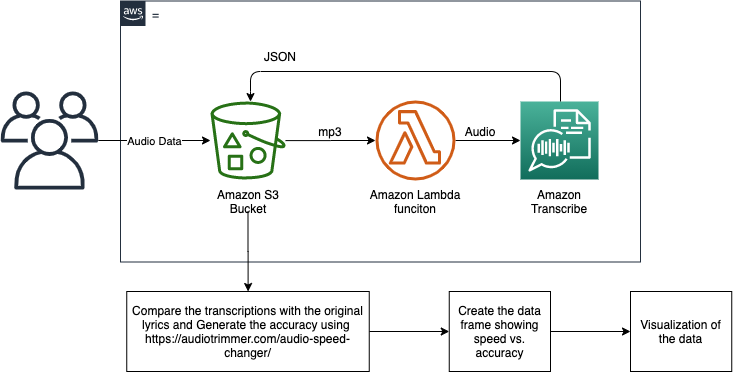 aws
=
JSON
Audio Data
mp3
Audio
Amazon S3
Bucket
Amazon Lambda
funciton
Amazon
Transcribe
Compare the transcriptions with the original
lyrics and Generate the accuracy using
https://audiotrimmer.com/audio-speed-
changer/
Create the data
frame showing
speed vs.
accuracy
Visualization of
the data